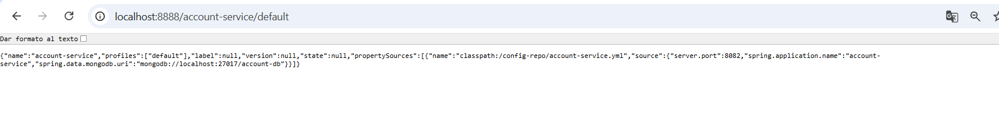 localhost:8888/account-service/default
Dar formato al texto
{"name":"account-service","profiles":["default"],"label":null,"version":null,"state":null,"propertySources":[{"name":"classpath:/config-repo/account-service.yml","source":{"server.port":8082,"spring.application.name":"account-
service","spring.data.mongodb.uri":"mongodb://localhost:27017/account-db"}}]}